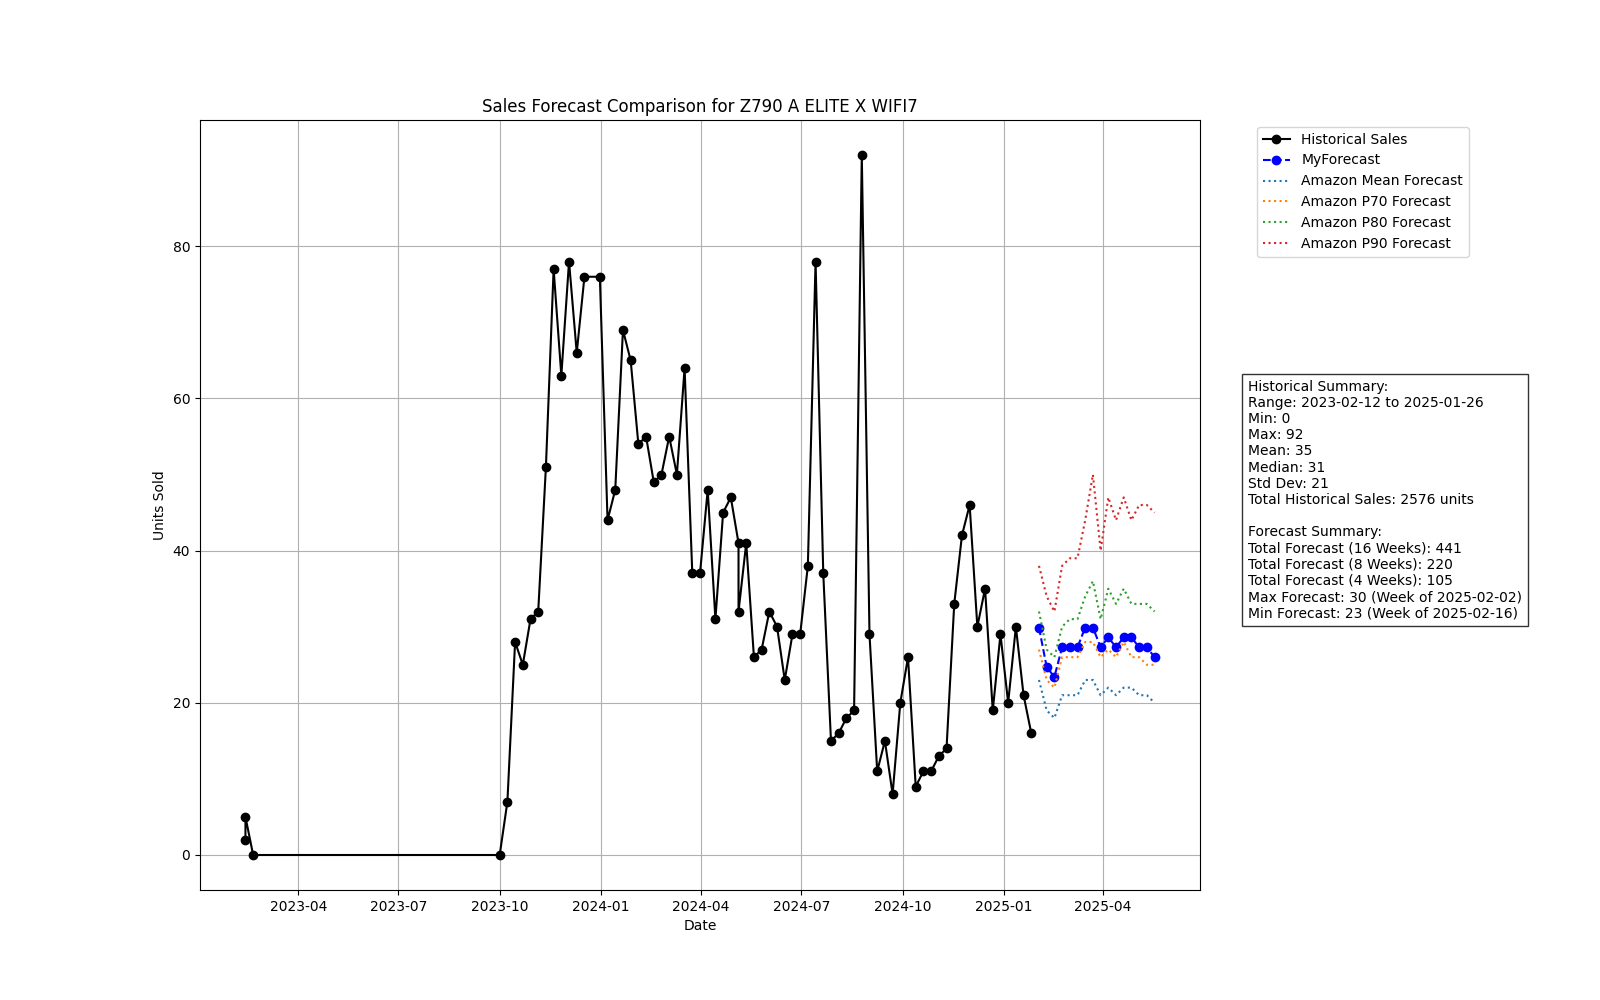 Sales Forecast Comparison for Z790 A ELITE X WIFI7
Units Sold
80
60
40
20
0
2023-04
2023-07
2023-10
2024-01
2024-04
2024-07
2024-10
2025-01
2025-04
Date
Historical Sales
MyForecast
Amazon Mean Forecast
Amazon P70 Forecast
Amazon P80 Forecast
Amazon P90 Forecast
Historical Summary:
Range: 2023-02-12 to 2025-01-26
Min: 0
Max: 92
Mean: 35
Median: 31
Std Dev: 21
Total Historical Sales: 2576 units
Forecast Summary:
Total Forecast (16 Weeks): 441
Total Forecast (8 Weeks): 220
Total Forecast (4 Weeks): 105
Max Forecast: 30 (Week of 2025-02-02)
Min Forecast: 23 (Week of 2025-02-16)